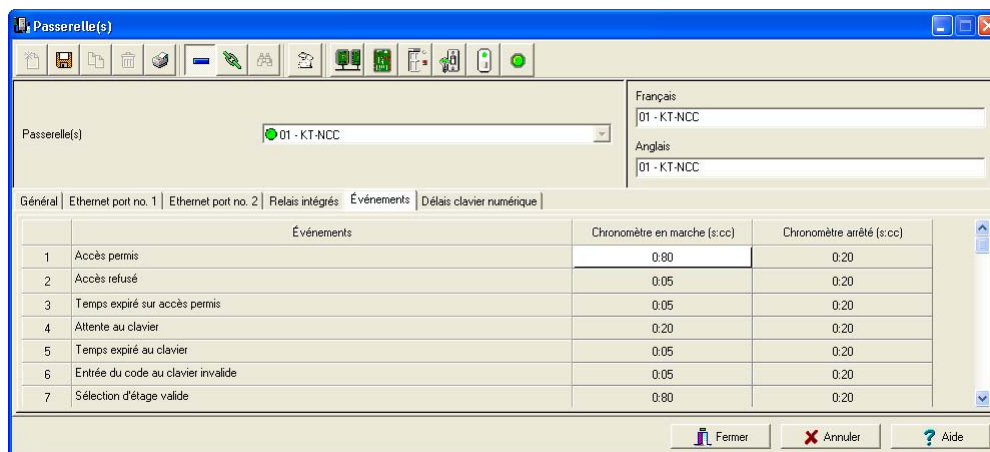 Passerelle(s)
Français
01 - KT-NCC
Passerelle(s) 01 - KT-NCC
Anglais
01 - KT-NCC
Général Ethernet port no. 1 Ethernet port no. 2 Relais intégrés Événements Délais clavier numérique
Événements Chronomètre en marche (s:cc) Chronomètre arrêté (s:cc)
1 Accès permis 0:80 0:20
2 Accès refusé 0:05 0:20
3 Temps expiré sur accès permis 0:05 0:20
4 Attente au clavier 0:20 0:20
5 Temps expiré au clavier 0:05 0:20
6 Entrée du code au clavier invalide 0:05 0:20
7 Sélection d'étage valide 0:80 0:20
Fermer Annuler ? Aide